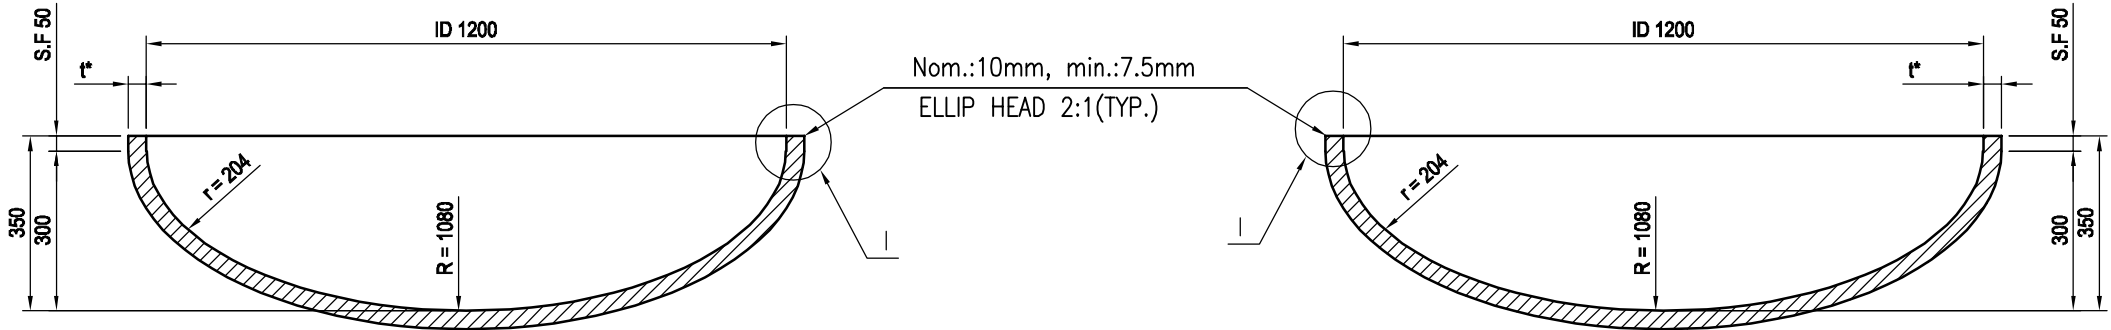 S.F 50
ID 1200
t*
r = 204
R = 1080
350
300
I
Nom.:10mm, min.:7.5mm
ELLIP HEAD 2:1(TYP.)
ID 1200
S.F 50
t*
r = 204
R = 1080
300
350
I